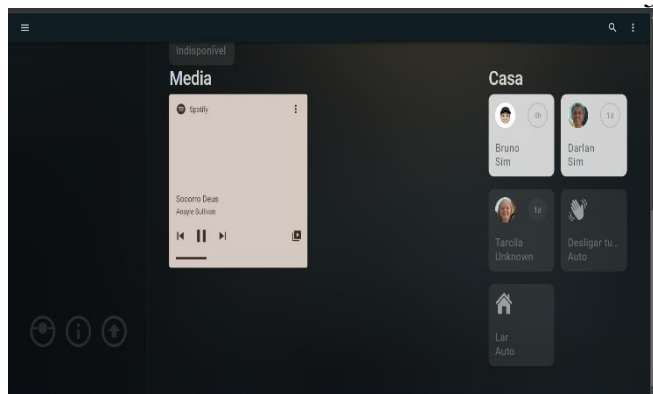 Indisponível
Media
Casa
Spotify
4h
1d
Bruno
Sim
Darlan
Sim
Socorro Deus
Anayle Sullivan
1d
Tarcila
Unknown
Desligar tu...
Auto
Lar
Auto